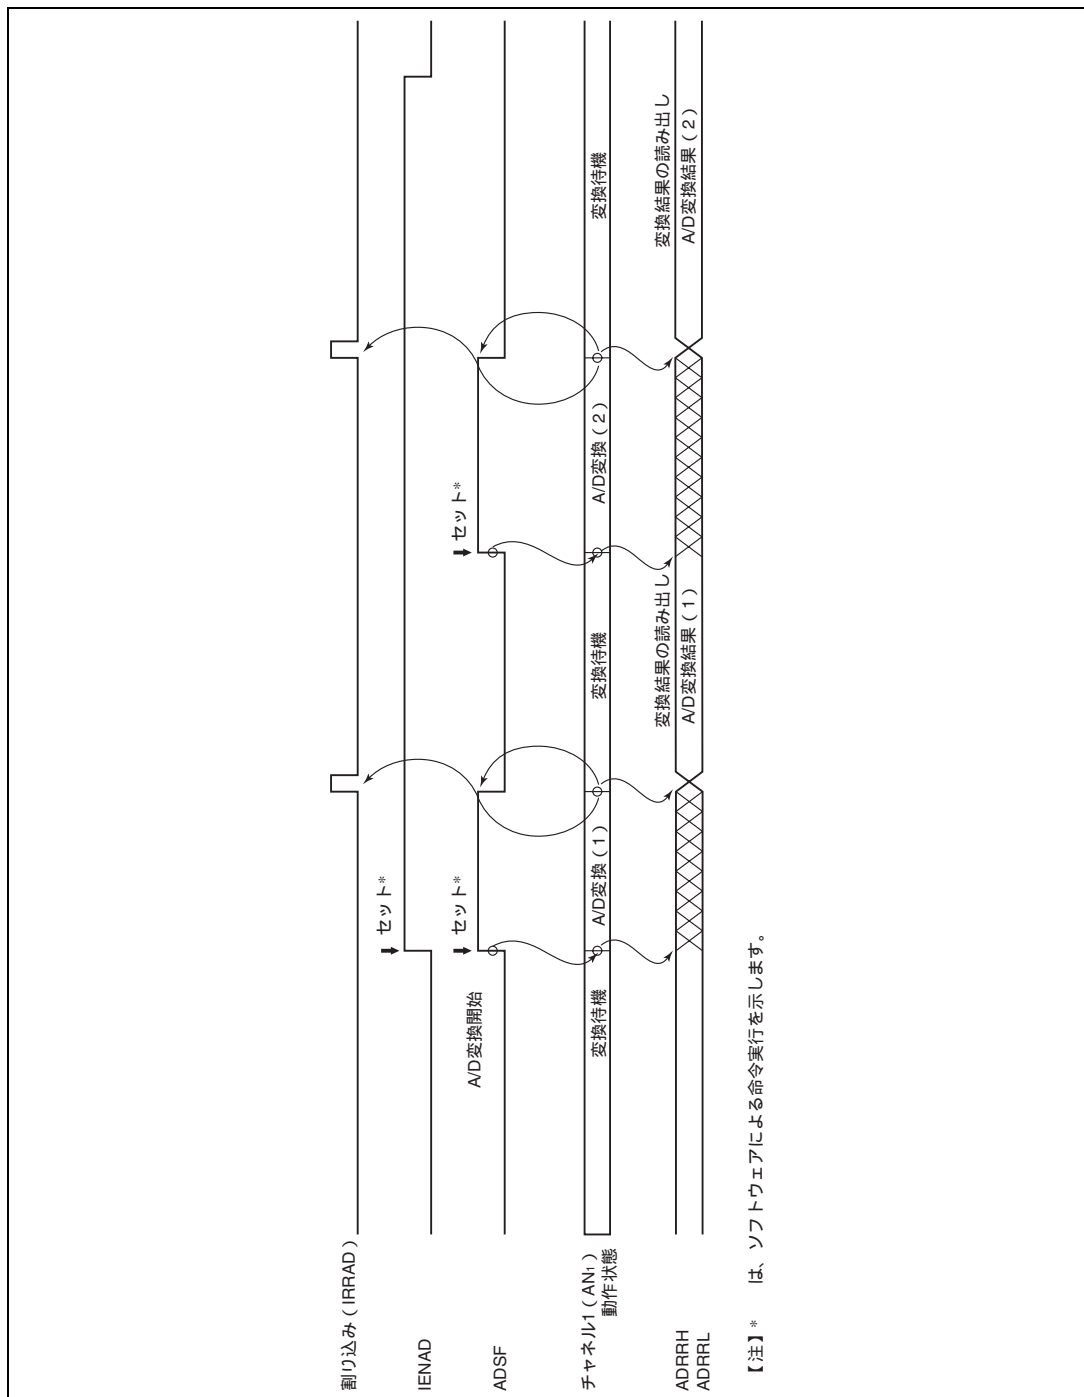 割り込み（IRRAD）
IENAD
セット*
ADSF
A/D変換開始
セット*
セット*
チャネル1（AN1）
動作状態
変換待機
A/D変換（1）
変換待機
A/D変換（2）
変換待機
変換結果の読み出し
変換結果の読み出し
ADRRH
ADRRL
A/D変換結果（1）
A/D変換結果（2）
【注】* は、ソフトウェアによる命令実行を示します。